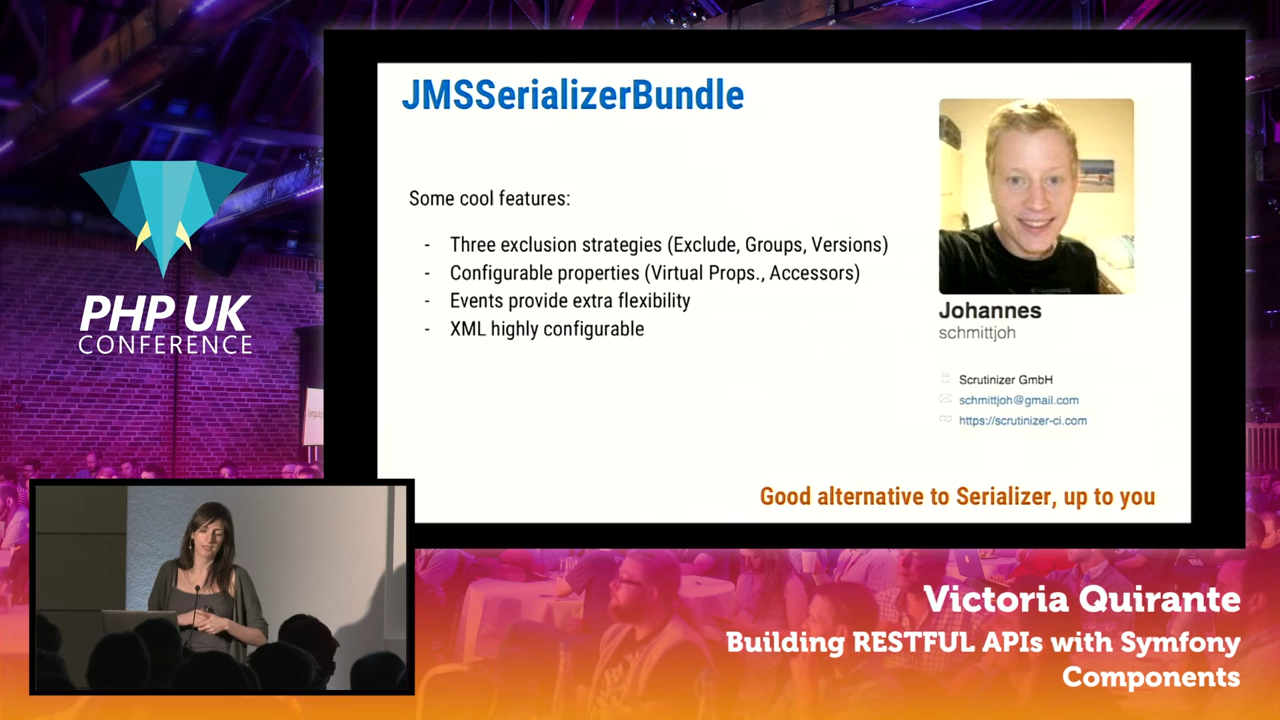 JMSSerializerBundle
Some cool features:
- Three exclusion strategies (Exclude, Groups, Versions)
- Configurable properties (Virtual Props., Accessors)
- Events provide extra flexibility
- XML highly configurable
Johannes
schmittjoh
Scrutinizer GmbH
schmittjoh@gmail.com
https://scrutinizer-ci.com
Good alternative to Serializer, up to you
PHP UK
CONFERENCE
Victoria Quirante
Building RESTFUL APIs with Symfony
Components